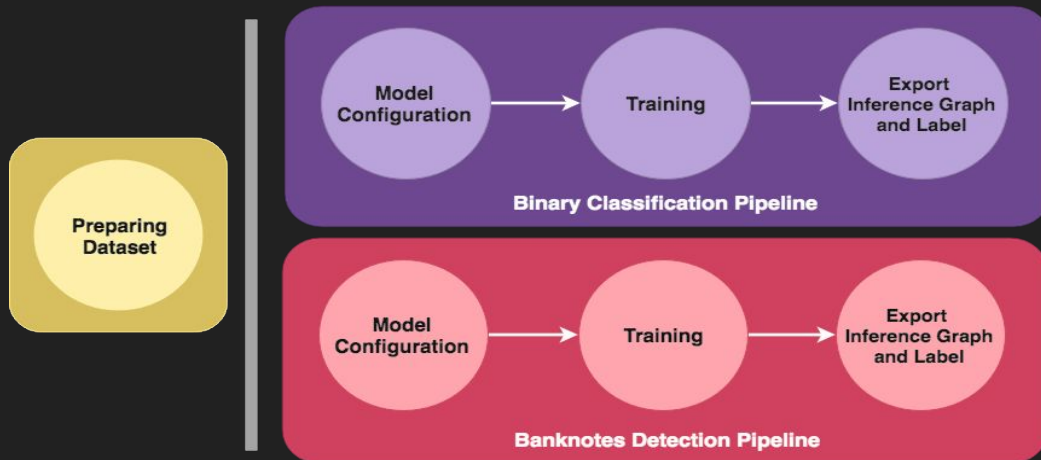 Preparing
Dataset
Model
Configuration
Training
Export
Inference Graph
and Label
Binary Classification Pipeline
Model
Configuration
Training
Export
Inference Graph
and Label
Banknotes Detection Pipeline